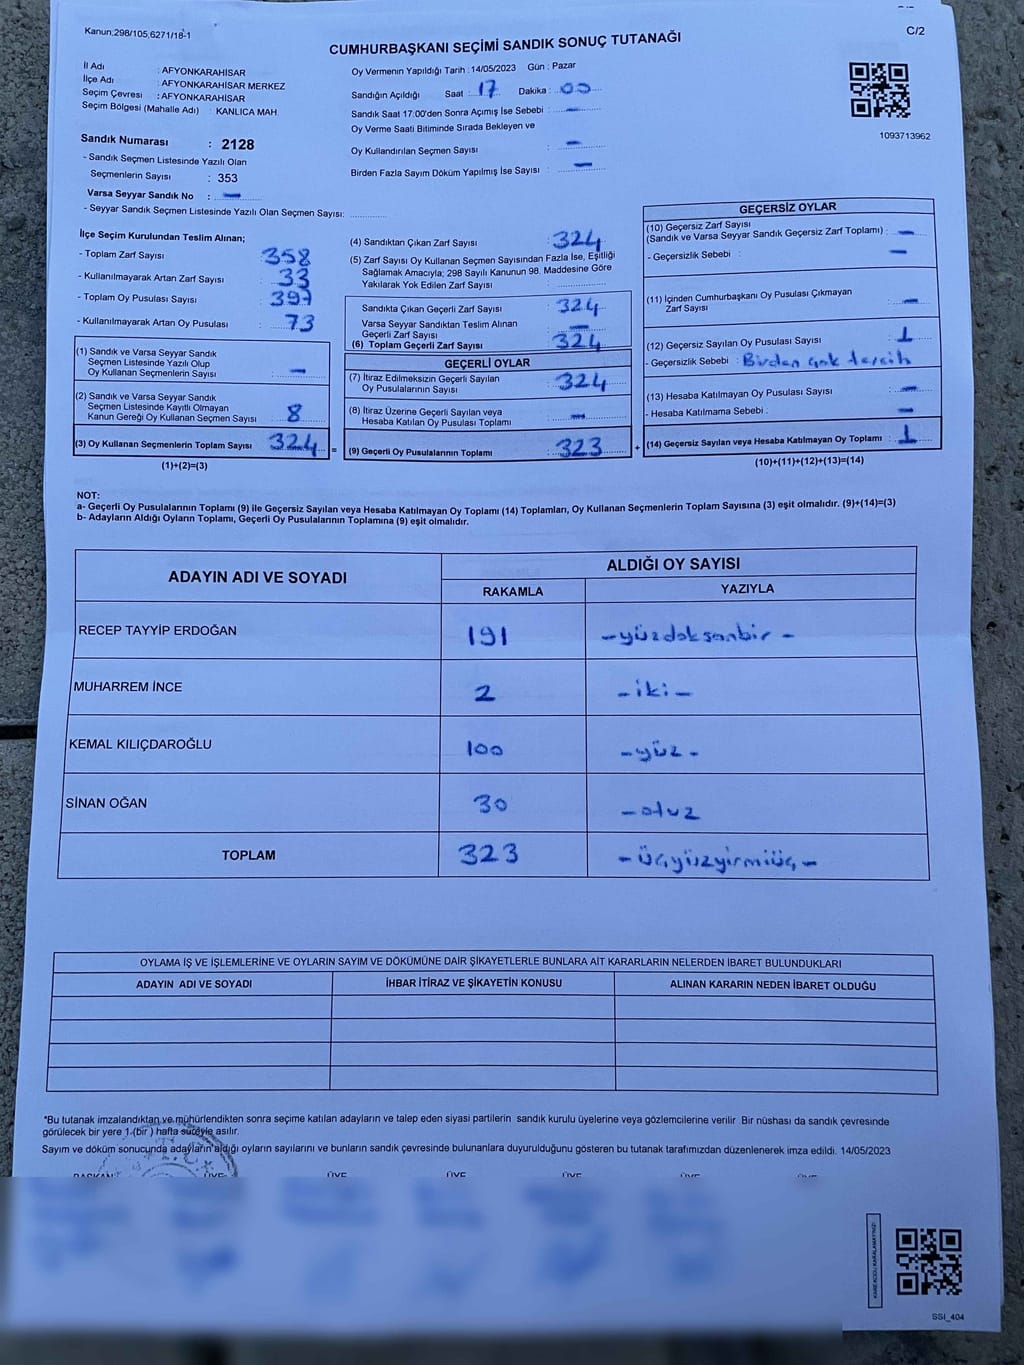 Kanun:298/105,6271/18-1
C/2
CUMHURBAŞKANI SEÇİMİ SANDIK SONUÇ TUTANAĞI
İl Adı : AFYONKARAHİSAR
İlçe Adı : AFYONKARAHİSAR MERKEZ
Seçim Çevresi : AFYONKARAHİSAR
Seçim Bölgesi (Mahalle Adı) : KANLICA MAH.
Sandık Numarası : 2128
- Sandık Seçmen Listesinde Yazılı Olan
Seçmenlerin Sayısı : 353
Varsa Seyyar Sandık No : —
- Seyyar Sandık Seçmen Listesinde Yazılı Olan Seçmen Sayısı: ............
Oy Vermenin Yapıldığı Tarih : 14/05/2023 Gün : Pazar
Sandığın Açıldığı Saat : 17 Dakika : 00
Sandık Saat 17:00'den Sonra Açımış İse Sebebi : —
Oy Verme Saati Bitiminde Sırada Bekleyen ve
Oy Kullandırılan Seçmen Sayısı : —
Birden Fazla Sayım Döküm Yapılmış İse Sayısı : —
1093713962
İlçe Seçim Kurulundan Teslim Alınan;
- Toplam Zarf Sayısı : 358
- Kullanılmayarak Artan Zarf Sayısı : 33
- Toplam Oy Pusulası Sayısı : 397
- Kullanılmayarak Artan Oy Pusulası : 73
(1) Sandık ve Varsa Seyyar Sandık
Seçmen Listesinde Yazılı Olup
Oy Kullanan Seçmenlerin Sayısı : —
(2) Sandık ve Varsa Seyyar Sandık
Seçmen Listesinde Kayıtlı Olmayan
Kanun Gereği Oy Kullanan Seçmen Sayısı : 8
(3) Oy Kullanan Seçmenlerin Toplam Sayısı : 324 =
(1)+(2)=(3)
(4) Sandıktan Çıkan Zarf Sayısı : 324
(5) Zarf Sayısı Oy Kullanan Seçmen Sayısından Fazla İse, Eşitliği
Sağlamak Amacıyla; 298 Sayılı Kanunun 98. Maddesine Göre
Yakılarak Yok Edilen Zarf Sayısı : ............
Sandıkta Çıkan Geçerli Zarf Sayısı : 324
Varsa Seyyar Sandıktan Teslim Alınan
Geçerli Zarf Sayısı : —
(6) Toplam Geçerli Zarf Sayısı : 324
GEÇERLİ OYLAR
(7) İtiraz Edilmeksizin Geçerli Sayılan
Oy Pusulalarının Sayısı : 324
(8) İtiraz Üzerine Geçerli Sayılan veya
Hesaba Katılan Oy Pusulası Toplamı : —
(9) Geçerli Oy Pusulalarının Toplamı : 323 +
GEÇERSİZ OYLAR
(10) Geçersiz Zarf Sayısı
(Sandık ve Varsa Seyyar Sandık Geçersiz Zarf Toplamı) : —
- Geçersizlik Sebebi : —
(11) İçinden Cumhurbaşkanı Oy Pusulası Çıkmayan
Zarf Sayısı : —
(12) Geçersiz Sayılan Oy Pusulası Sayısı : 1
- Geçersizlik Sebebi : Birden çok tercih
(13) Hesaba Katılmayan Oy Pusulası Sayısı : —
- Hesaba Katılmama Sebebi : —
(14) Geçersiz Sayılan veya Hesaba Katılmayan Oy Toplamı : 1
(10)+(11)+(12)+(13)=(14)
NOT:
a- Geçerli Oy Pusulalarının Toplamı (9) ile Geçersiz Sayılan veya Hesaba Katılmayan Oy Toplamı (14) Toplamları, Oy Kullanan Seçmenlerin Toplam Sayısına (3) eşit olmalıdır. (9)+(14)=(3)
b- Adayların Aldığı Oyların Toplamı, Geçerli Oy Pusulalarının Toplamına (9) eşit olmalıdır.
ADAYIN ADI VE SOYADI ALDIĞI OY SAYISI
RAKAMLA YAZIYLA
RECEP TAYYİP ERDOĞAN 191 -yüzdoksanbir-
MUHARREM İNCE 2 -iki-
KEMAL KILIÇDAROĞLU 100 -yüz-
SİNAN OĞAN 30 -otuz
TOPLAM 323 -üçyüzyirmiüç-
OYLAMA İŞ VE İŞLEMLERİNE VE OYLARIN SAYIM VE DÖKÜMÜNE DAİR ŞİKAYETLERLE BUNLARA AİT KARARLARIN NELERDEN İBARET BULUNDUKLARI
ADAYIN ADI VE SOYADI İHBAR İTİRAZ VE ŞİKAYETİN KONUSU ALINAN KARARIN NEDEN İBARET OLDUĞU
*Bu tutanak imzalandıktan ve mühürlendikten sonra seçime katılan adayların ve talep eden siyasi partilerin sandık kurulu üyelerine veya gözlemcilerine verilir Bir nüshası da sandık çevresinde
görülecek bir yere 1 (bir ) hafta süreyle asılır.
Sayım ve döküm sonucunda adayların aldığı oyların sayılarını ve bunların sandık çevresinde bulunanlara duyurulduğunu gösteren bu tutanak tarafımızdan düzenlenerek imza edildi. 14/05/2023
BAŞKAN ÜYE ÜYE ÜYE ÜYE ÜYE ÜYE
SSI_404